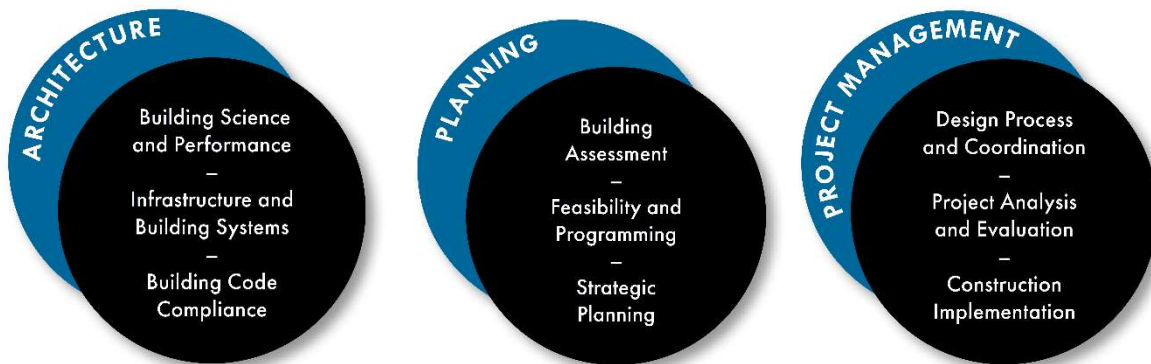 ARCHITECTURE
Building Science
and Performance
–
Infrastructure and
Building Systems
–
Building Code
Compliance
PLANNING
Building
Assessment
–
Feasibility and
Programming
–
Strategic
Planning
PROJECT MANAGEMENT
Design Process
and Coordination
–
Project Analysis
and Evaluation
–
Construction
Implementation